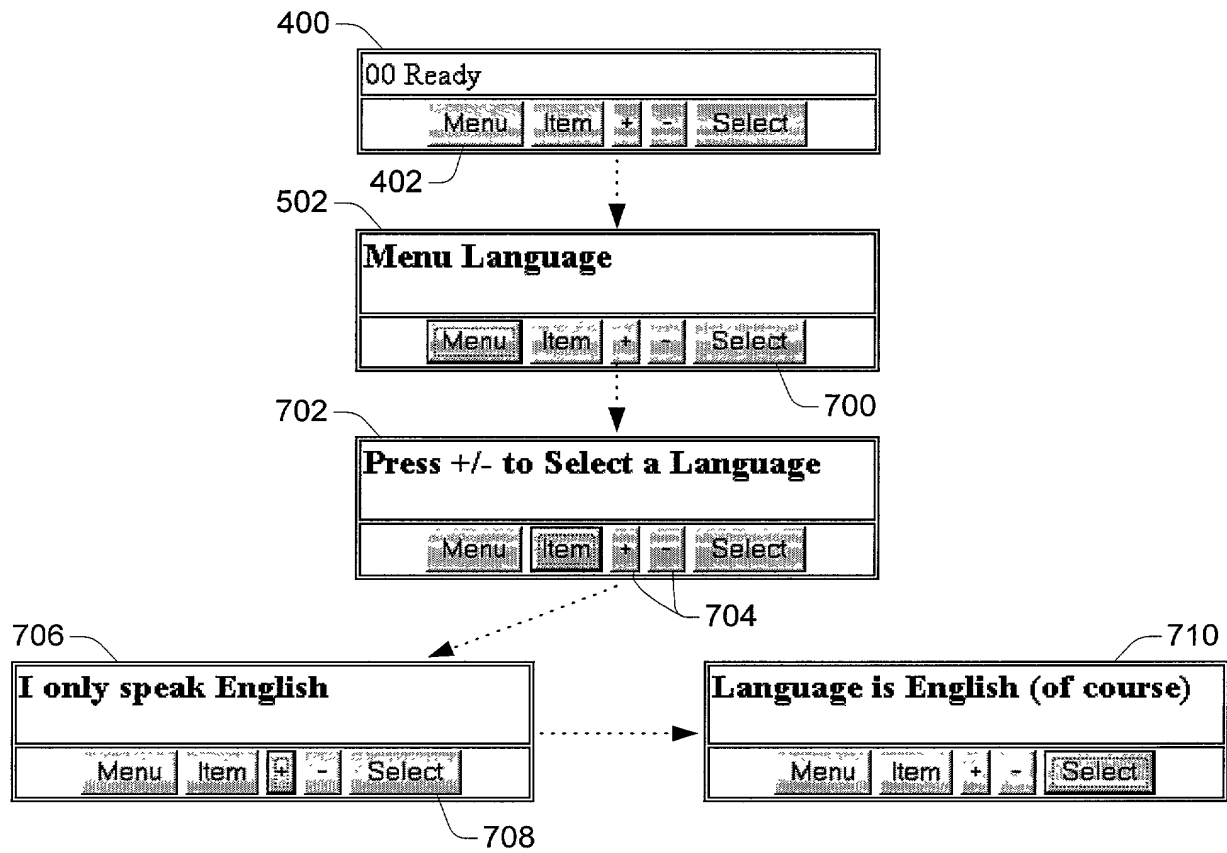 400
00 Ready
Menu Item + - Select
402
502
Menu Language
Menu Item + - Select
700
702
Press +/- to Select a Language
Menu Item + - Select
704
706
I only speak English
Menu Item + - Select
708
710
Language is English (of course)
Menu Item + - Select